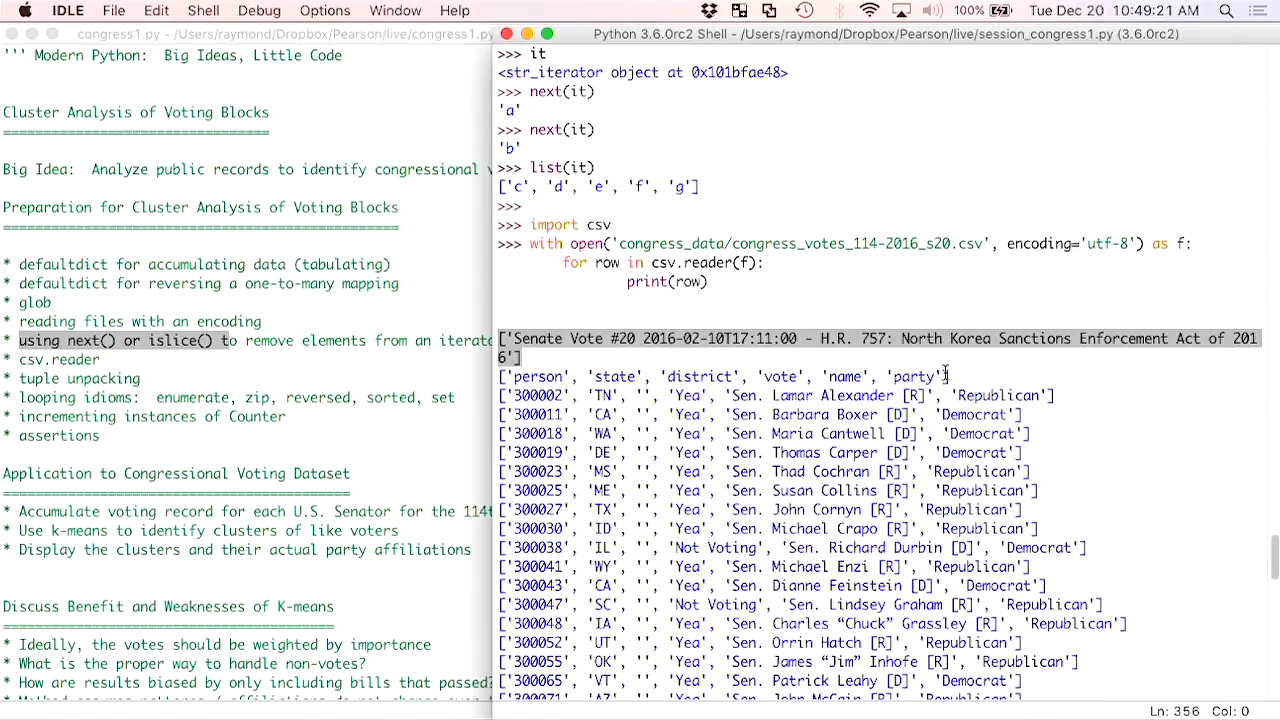 IDLE File Edit Shell Debug Options Window Help 100% Tue Dec 20 10:49:21 AM
congress1.py - /Users/raymond/Dropbox/Pearson/live/congress1.py
''' Modern Python:  Big Ideas, Little Code
Cluster Analysis of Voting Blocks
=================================
Big Idea:  Analyze public records to identify congressional
Preparation for Cluster Analysis of Voting Blocks
=================================================
* defaultdict for accumulating data (tabulating)
* defaultdict for reversing a one-to-many mapping
* glob
* reading files with an encoding
* using next() or islice() to remove elements from an iterato
* csv.reader
* tuple unpacking
* looping idioms:  enumerate, zip, reversed, sorted, set
* incrementing instances of Counter
* assertions
Application to Congressional Voting Dataset
===========================================
* Accumulate voting record for each U.S. Senator for the 114t
* Use k-means to identify clusters of like voters
* Display the clusters and their actual party affiliations
Discuss Benefit and Weaknesses of K-means
=========================================
* Ideally, the votes should be weighted by importance
* What is the proper way to handle non-votes?
* How are results biased by only including bills that passed?
Python 3.6.0rc2 Shell - /Users/raymond/Dropbox/Pearson/live/session_congress1.py (3.6.0rc2)
>>> it
<str_iterator object at 0x101bfae48>
>>> next(it)
'a'
>>> next(it)
'b'
>>> list(it)
['c', 'd', 'e', 'f', 'g']
>>>
>>> import csv
>>> with open('congress_data/congress_votes_114-2016_s20.csv', encoding='utf-8') as f:
for row in csv.reader(f):
print(row)
['Senate Vote #20 2016-02-10T17:11:00 - H.R. 757: North Korea Sanctions Enforcement Act of 201
6']
['person', 'state', 'district', 'vote', 'name', 'party']
['300002', 'TN', '', 'Yea', 'Sen. Lamar Alexander [R]', 'Republican']
['300011', 'CA', '', 'Yea', 'Sen. Barbara Boxer [D]', 'Democrat']
['300018', 'WA', '', 'Yea', 'Sen. Maria Cantwell [D]', 'Democrat']
['300019', 'DE', '', 'Yea', 'Sen. Thomas Carper [D]', 'Democrat']
['300023', 'MS', '', 'Yea', 'Sen. Thad Cochran [R]', 'Republican']
['300025', 'ME', '', 'Yea', 'Sen. Susan Collins [R]', 'Republican']
['300027', 'TX', '', 'Yea', 'Sen. John Cornyn [R]', 'Republican']
['300030', 'ID', '', 'Yea', 'Sen. Michael Crapo [R]', 'Republican']
['300038', 'IL', '', 'Not Voting', 'Sen. Richard Durbin [D]', 'Democrat']
['300041', 'WY', '', 'Yea', 'Sen. Michael Enzi [R]', 'Republican']
['300043', 'CA', '', 'Yea', 'Sen. Dianne Feinstein [D]', 'Democrat']
['300047', 'SC', '', 'Not Voting', 'Sen. Lindsey Graham [R]', 'Republican']
['300048', 'IA', '', 'Yea', 'Sen. Charles “Chuck” Grassley [R]', 'Republican']
['300052', 'UT', '', 'Yea', 'Sen. Orrin Hatch [R]', 'Republican']
['300055', 'OK', '', 'Yea', 'Sen. James “Jim” Inhofe [R]', 'Republican']
['300065', 'VT', '', 'Yea', 'Sen. Patrick Leahy [D]', 'Democrat']
['300071', 'AZ', '', 'Yea', 'Sen. John McCain [R]', 'Republican']
Ln: 356 Col: 0